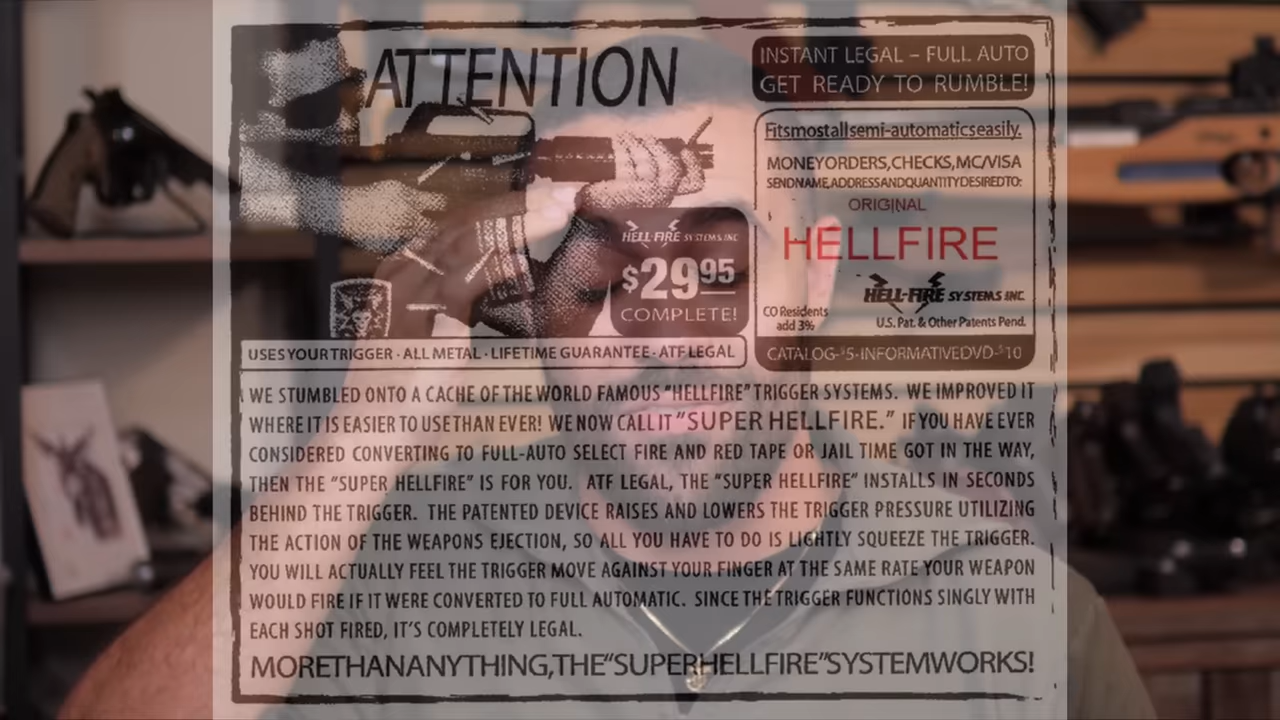 ATTENTION
INSTANT LEGAL – FULL AUTO
GET READY TO RUMBLE!
Fitsmostallsemi-automaticseasily.
MONEYORDERS,CHECKS,MC/VISA
SENDNAME,ADDRESSANDQUANTITYDESIREDTO:
ORIGINAL
HELLFIRE
HELL-FIRE SYSTEMS INC.
CO Residents
add 3%
U.S. Pat. & Other Patents Pend.
CATALOG-$5·INFORMATIVEDVD-$10
HELL-FIRE SYSTEMS, INC
$29.95
COMPLETE!
USES YOUR TRIGGER · ALL METAL · LIFETIME GUARANTEE · ATF LEGAL
WE STUMBLED ONTO A CACHE OF THE WORLD FAMOUS "HELLFIRE" TRIGGER SYSTEMS. WE IMPROVED IT
WHERE IT IS EASIER TO USE THAN EVER! WE NOW CALL IT "SUPER HELLFIRE." IF YOU HAVE EVER
CONSIDERED CONVERTING TO FULL-AUTO SELECT FIRE AND RED TAPE OR JAIL TIME GOT IN THE WAY,
THEN THE "SUPER HELLFIRE" IS FOR YOU. ATF LEGAL, THE "SUPER HELLFIRE" INSTALLS IN SECONDS
BEHIND THE TRIGGER. THE PATENTED DEVICE RAISES AND LOWERS THE TRIGGER PRESSURE UTILIZING
THE ACTION OF THE WEAPONS EJECTION, SO ALL YOU HAVE TO DO IS LIGHTLY SQUEEZE THE TRIGGER.
YOU WILL ACTUALLY FEEL THE TRIGGER MOVE AGAINST YOUR FINGER AT THE SAME RATE YOUR WEAPON
WOULD FIRE IF IT WERE CONVERTED TO FULL AUTOMATIC. SINCE THE TRIGGER FUNCTIONS SINGLY WITH
EACH SHOT FIRED, IT'S COMPLETELY LEGAL.
MORETHANANYTHING,THE"SUPERHELLFIRE"SYSTEMWORKS!